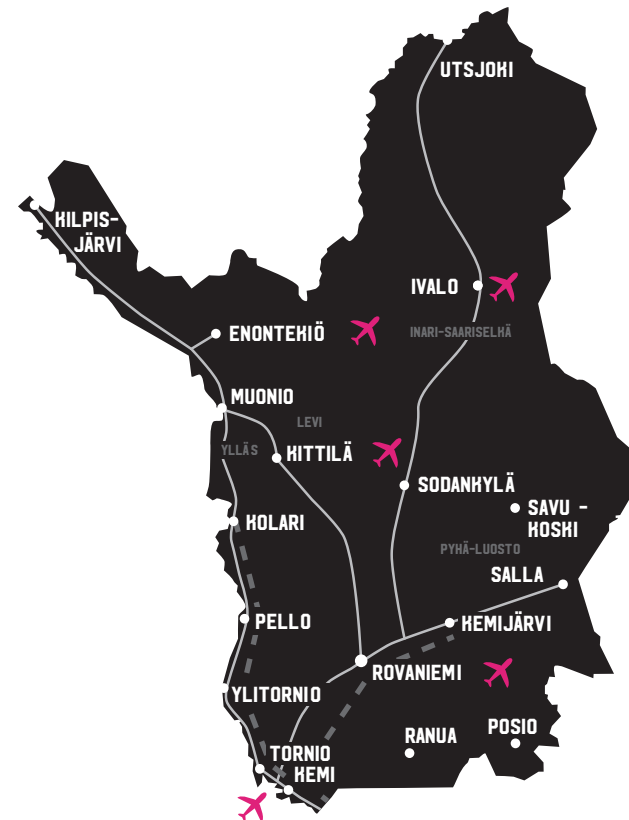 UTSJOKI
KILPIS-
JÄRVI
IVALO
ENONTEKIÖ
INARI-SAARISELKÄ
MUONIO
LEVI
YLLÄS
KITTILÄ
SODANKYLÄ
SAVU -
KOSKI
KOLARI
PYHÄ-LUOSTO
SALLA
PELLO
KEMIJÄRVI
ROVANIEMI
YLITORNIO
POSIO
RANUA
TORNIO
KEMI